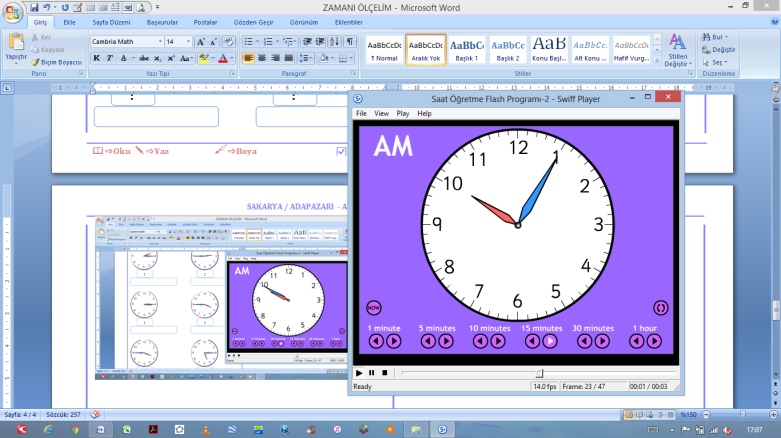 ZAMANI ÖLÇELİM - Microsoft Word
Giriş Ekle Sayfa Düzeni Başvurular Postalar Gözden Geçir Görünüm Eklentiler
Yapıştır
Kes
Kopyala
Biçim Boyacısı
Pano
Cambria Math 14
Yazı Tipi
Paragraf
AaBbCcDc AaBbCcDc AaBbC AaBbCc AaB AaBbCc. AaBbCcDc
¶ Normal Aralık Yok Başlık 1 Başlık 2 Konu Başl... Alt Konu ... Hafif Vurg...
Stiller
Stilleri Değiştir
Bul
Değiştir
Seç
Düzenleme
⇨Oku ⇨Yaz ⇨Boya
SAKARYA / ADAPAZARI - A
Saat Öğretme Flash Programı-2 - Swiff Player
File View Play Help
AM
12
11 1
10 2
9 3
8 4
7 5
6
NOW
1 minute 5 minutes 10 minutes 15 minutes 30 minutes 1 hour
Ready 14.0 fps Frame: 23 / 47 00:01 / 00:03
AM
Sayfa: 4 / 4 Sözcük: 257 %150
17:07